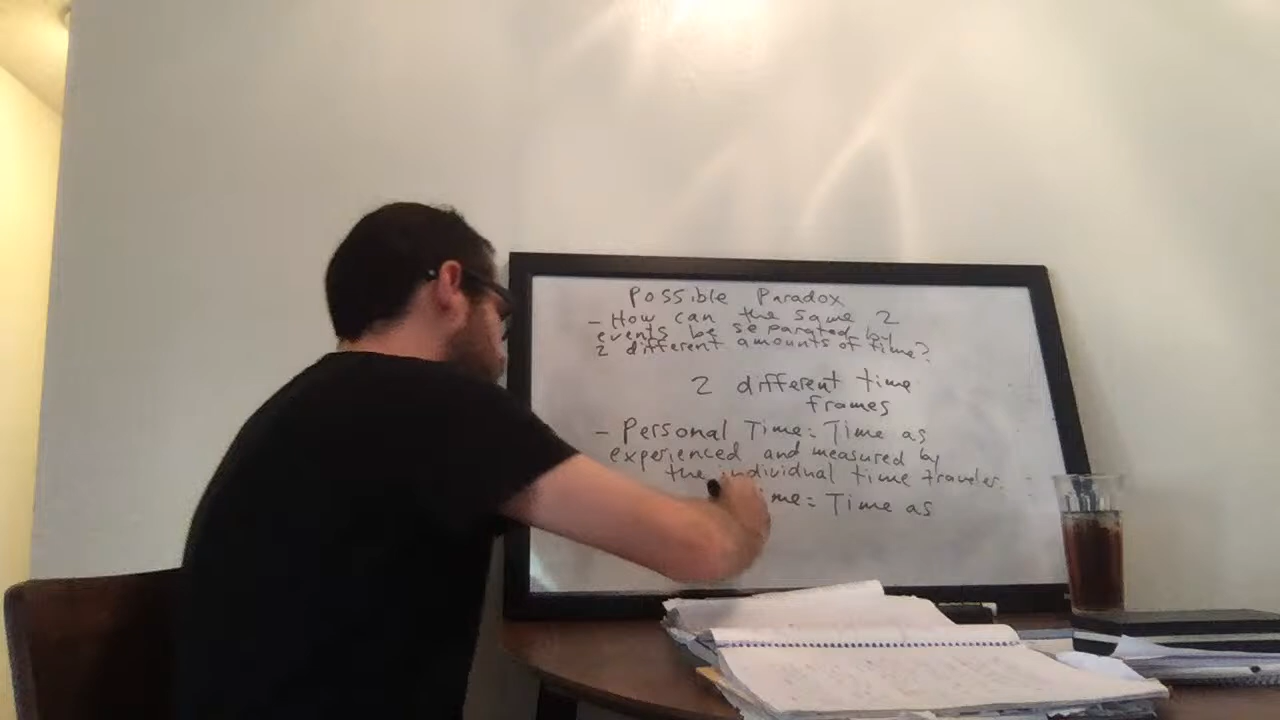 Possible Paradox
- How can the same 2
events be separated by
2 different amounts of time?
2 different time
frames
- Personal Time: Time as
experienced and measured by
the individual time traveler.
me: Time as